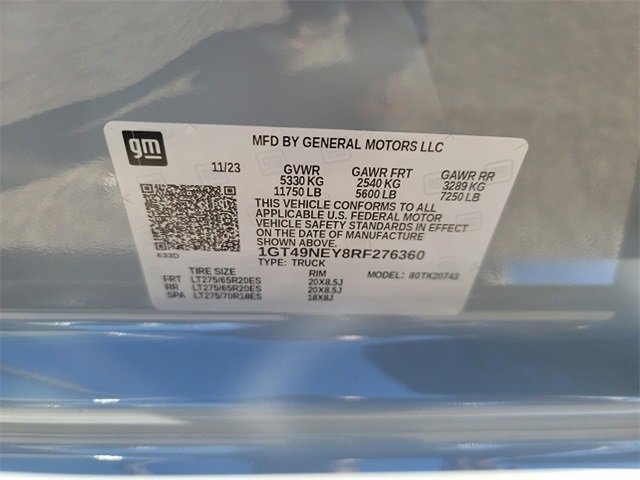 gm
MFD BY GENERAL MOTORS LLC
11/23 GVWR GAWR FRT GAWR RR
5330 KG 2540 KG 3289 KG
11750 LB 5600 LB 7250 LB
THIS VEHICLE CONFORMS TO ALL
APPLICABLE U.S. FEDERAL MOTOR
VEHICLE SAFETY STANDARDS IN EFFECT
ON THE DATE OF MANUFACTURE
SHOWN ABOVE.
633D
1GT49NEY8RF276360
TYPE: TRUCK
TIRE SIZE RIM MODEL: 80TK20743
FRT LT275/65R20ES 20X8.5J
RR LT275/65R20ES 20X8.5J
SPA LT275/70R18ES 18X8J